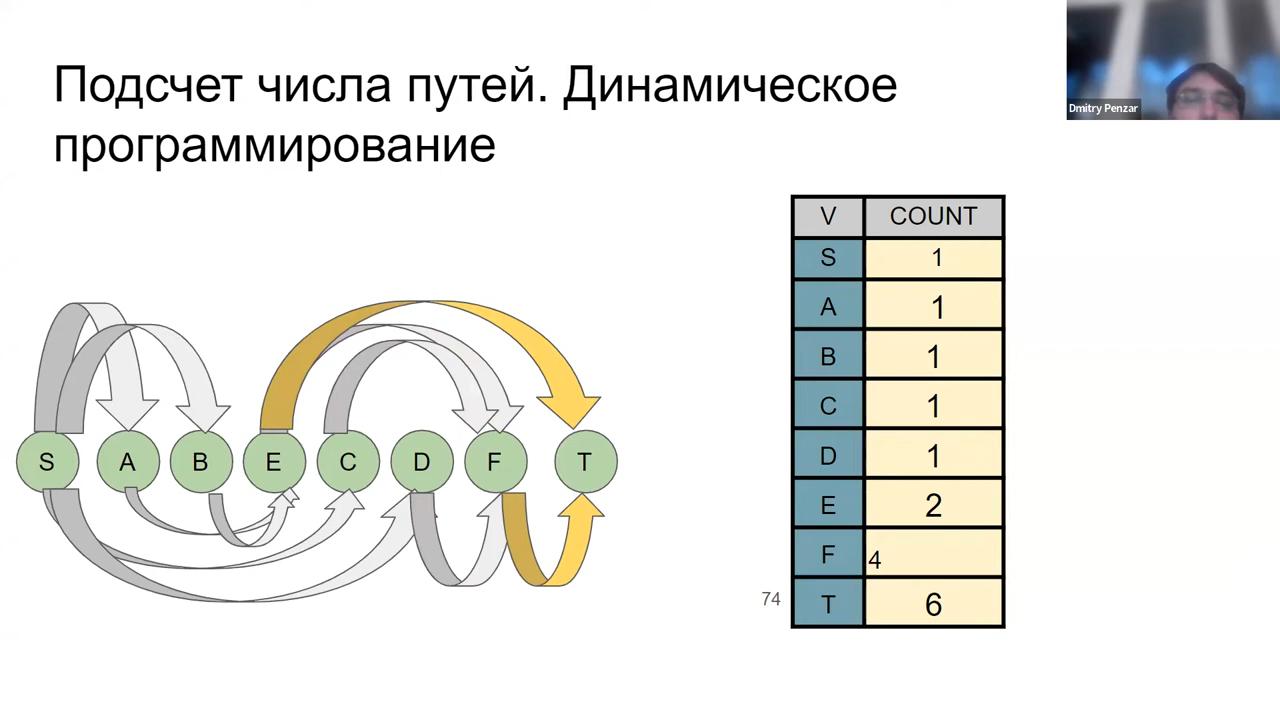 Подсчет числа путей. Динамическое
программирование
Dmitry Penzar
V COUNT
S 1
A 1
B 1
C 1
D 1
E 2
F 4
T 6
S A B E C D F T
74